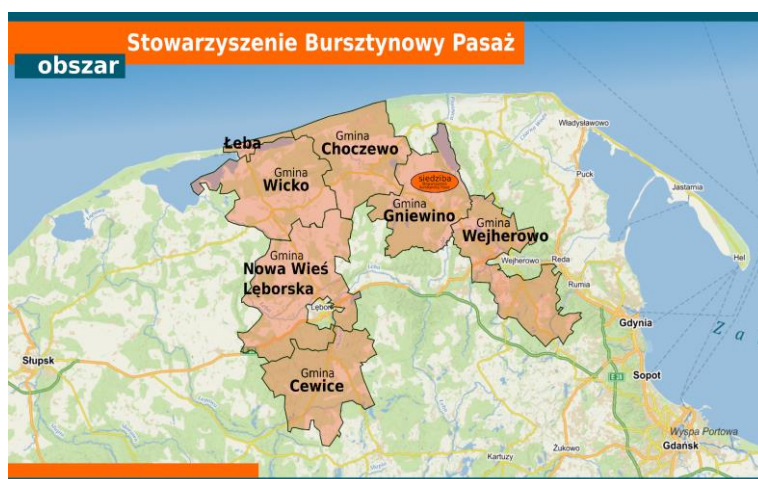 Stowarzyszenie Bursztynowy Pasaż
obszar
Łeba
Gmina
Choczewo
Gmina
Wicko
siedziba
Gmina
Gniewino
Gmina
Wejherowo
Gmina
Nowa Wieś
Lęborska
Gmina
Cewice
Władysławowo
Puck
Jastarnia
Hel
Wejherowo
Reda
Rumia
Gdynia
Z a
Sopot
Wyspa Portowa
Gdańsk
Żukowo
Kartuzy
Słupsk